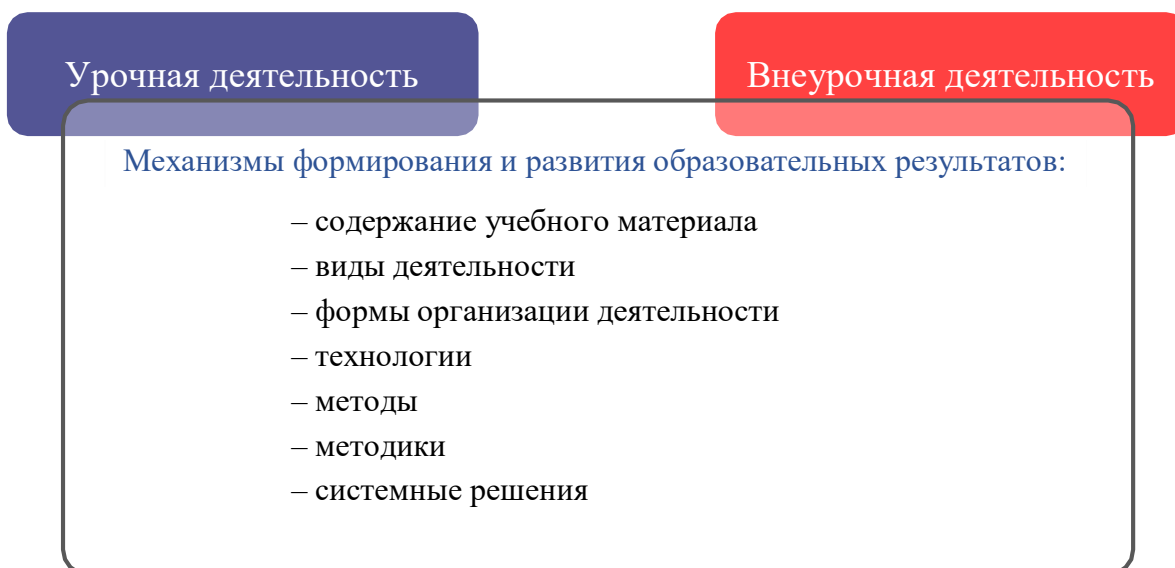 Урочная деятельность
Внеурочная деятельность
Механизмы формирования и развития образовательных результатов:
– содержание учебного материала
– виды деятельности
– формы организации деятельности
– технологии
– методы
– методики
– системные решения